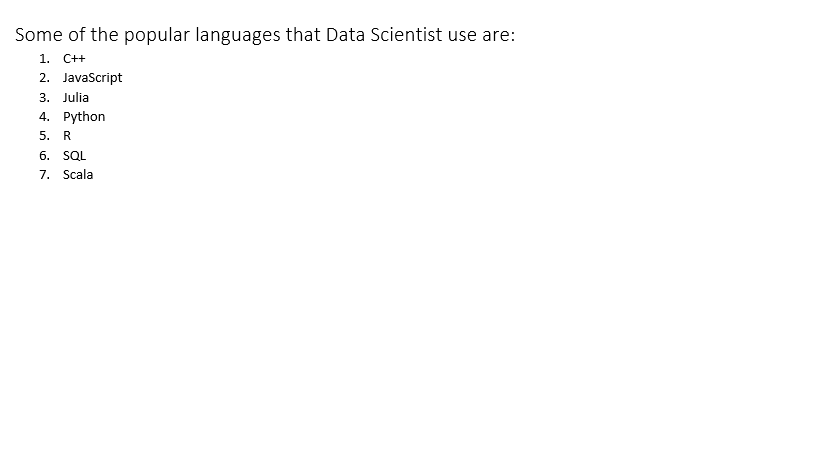 Some of the popular languages that Data Scientist use are:
1. C++
2. JavaScript
3. Julia
4. Python
5. R
6. SQL
7. Scala